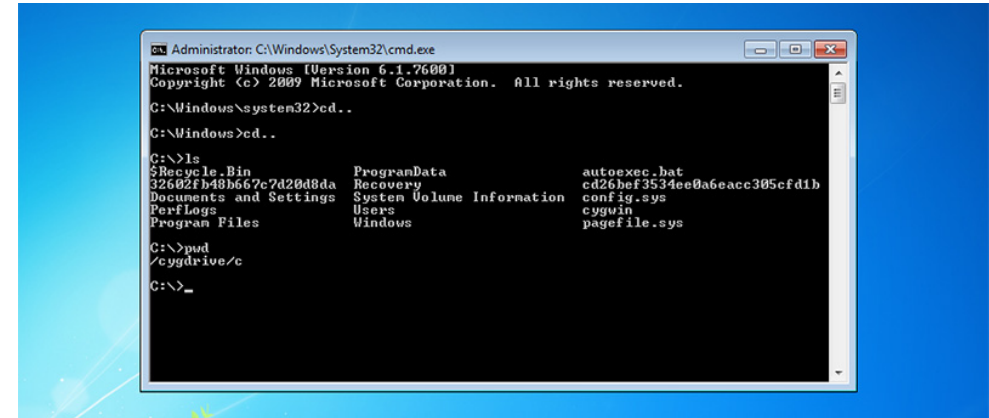 Administrator: C:\Windows\System32\cmd.exe
Microsoft Windows [Version 6.1.7600]
Copyright (c) 2009 Microsoft Corporation.  All rights reserved.
C:\Windows\system32>cd..
C:\Windows>cd..
C:\>ls
$Recycle.Bin ProgramData autoexec.bat
32602fb48b667c7d20d8da Recovery cd26bef3534ee0a6eacc305cfd1b
Documents and Settings System Volume Information config.sys
PerfLogs Users cygwin
Program Files Windows pagefile.sys
C:\>pwd
/cygdrive/c
C:\>_